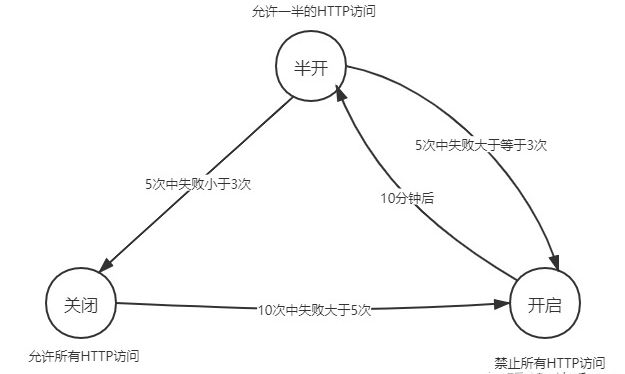 允许一半的HTTP访问
半开
5次中失败大于等于3次
5次中失败小于3次
10分钟后
关闭
10次中失败大于5次
开启
允许所有HTTP访问
禁止所有HTTP访问